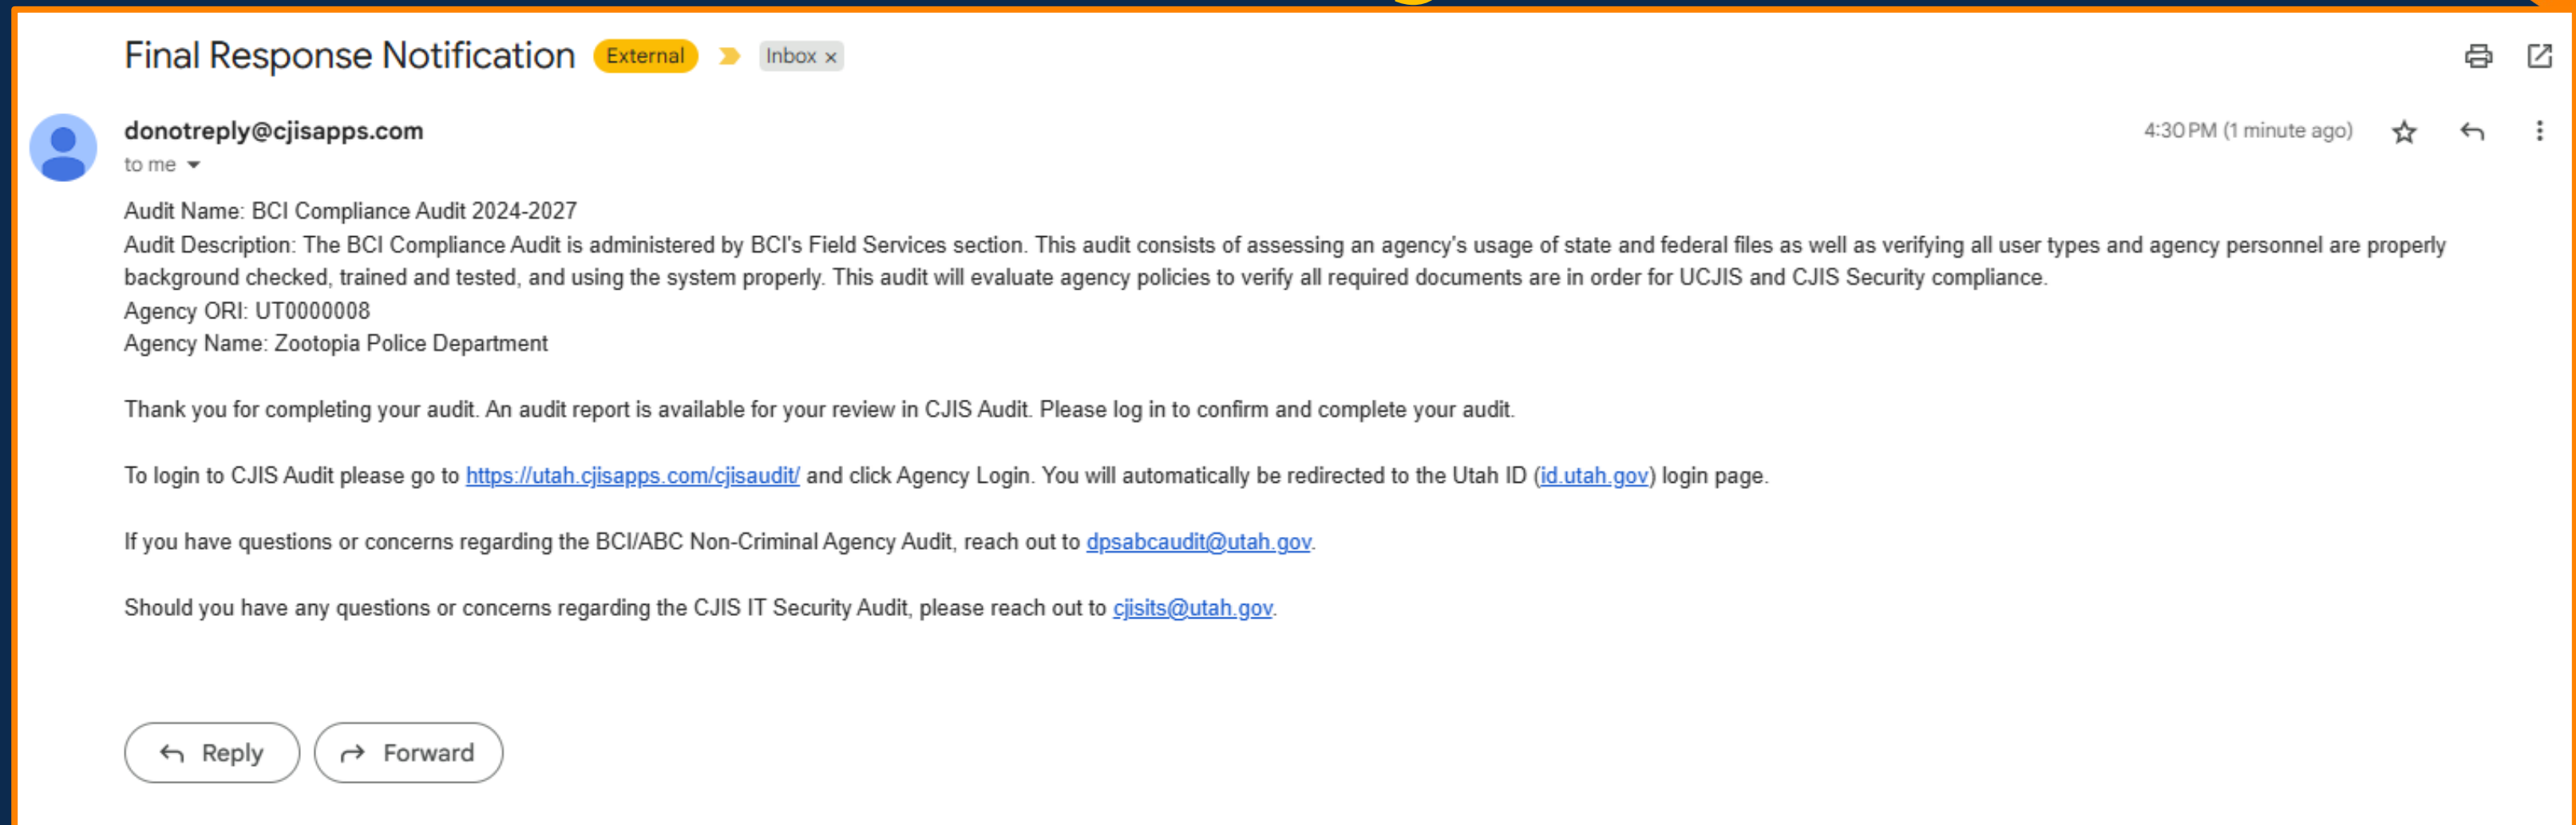 Final Response Notification External Inbox x
donotreply@cjisapps.com 4:30 PM (1 minute ago)
to me
Audit Name: BCI Compliance Audit 2024-2027
Audit Description: The BCI Compliance Audit is administered by BCI's Field Services section. This audit consists of assessing an agency's usage of state and federal files as well as verifying all user types and agency personnel are properly
background checked, trained and tested, and using the system properly. This audit will evaluate agency policies to verify all required documents are in order for UCJIS and CJIS Security compliance.
Agency ORI: UT0000008
Agency Name: Zootopia Police Department
Thank you for completing your audit. An audit report is available for your review in CJIS Audit. Please log in to confirm and complete your audit.
To login to CJIS Audit please go to https://utah.cjisapps.com/cjisaudit/ and click Agency Login. You will automatically be redirected to the Utah ID (id.utah.gov) login page.
If you have questions or concerns regarding the BCI/ABC Non-Criminal Agency Audit, reach out to dpsabcaudit@utah.gov.
Should you have any questions or concerns regarding the CJIS IT Security Audit, please reach out to cjisits@utah.gov.
Reply Forward